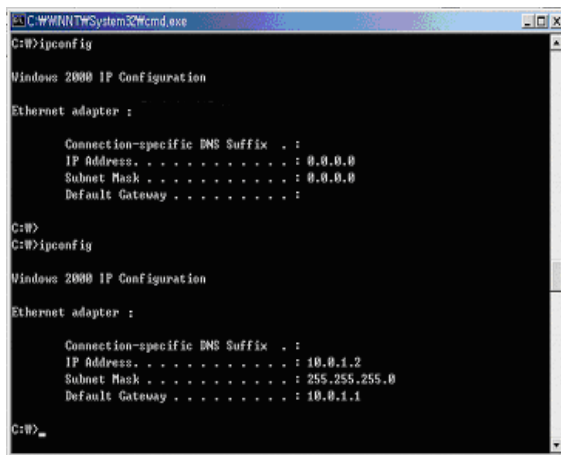 C:₩WINNT₩System32₩cmd.exe
C:₩>ipconfig
Windows 2000 IP Configuration
Ethernet adapter :
Connection-specific DNS Suffix . :
IP Address. . . . . . . . . . . . : 0.0.0.0
Subnet Mask . . . . . . . . . . . : 0.0.0.0
Default Gateway . . . . . . . . . :
C:₩>
C:₩>ipconfig
Windows 2000 IP Configuration
Ethernet adapter :
Connection-specific DNS Suffix . :
IP Address. . . . . . . . . . . . : 10.0.1.2
Subnet Mask . . . . . . . . . . . : 255.255.255.0
Default Gateway . . . . . . . . . : 10.0.1.1
C:₩>_